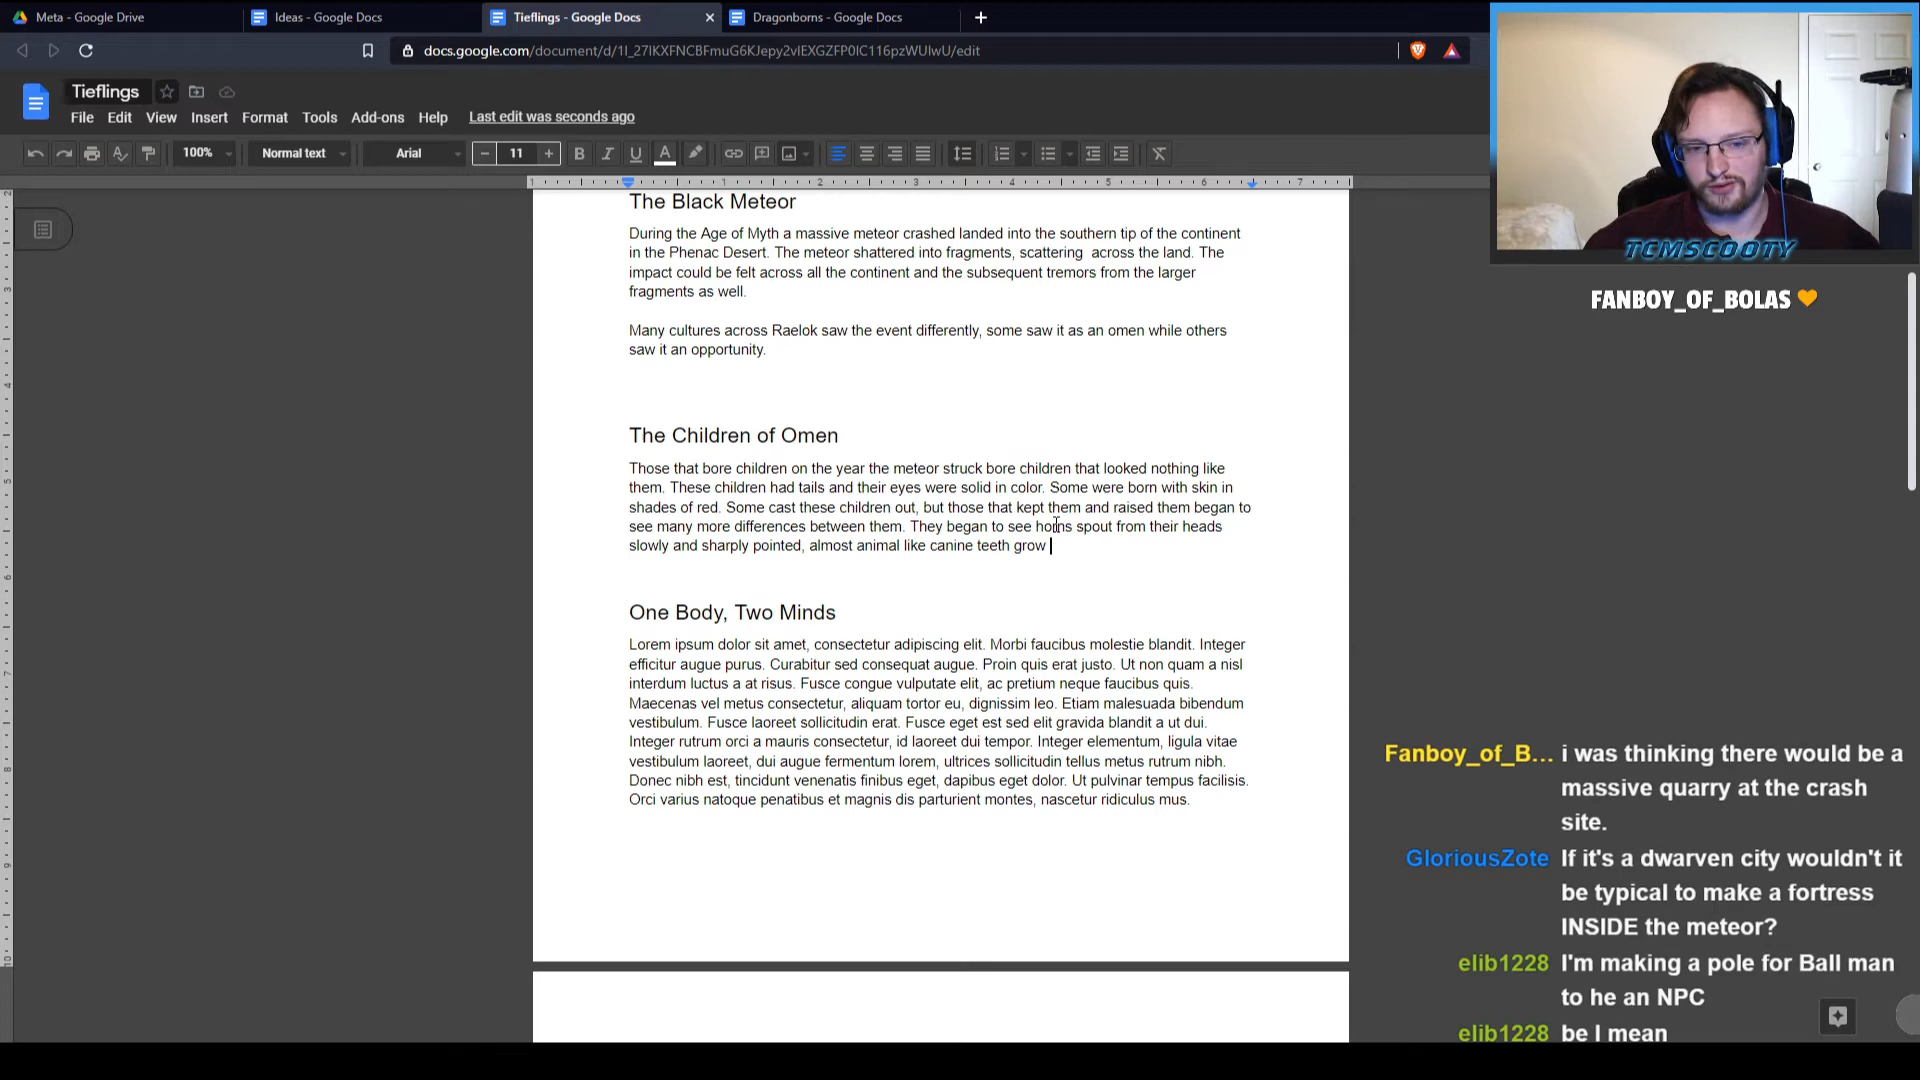 Meta - Google Drive
Ideas - Google Docs
Tieflings - Google Docs
Dragonborns - Google Docs
docs.google.com/document/d/1I_27IKXFNCBFmuG6KJepy2vIEXGZFP0IC116pzWUlwU/edit
Tieflings
File Edit View Insert Format Tools Add-ons Help Last edit was seconds ago
100% Normal text Arial 11
1 1 2 3 4 5 6 7
The Black Meteor
During the Age of Myth a massive meteor crashed landed into the southern tip of the continent
in the Phenac Desert. The meteor shattered into fragments, scattering  across the land. The
impact could be felt across all the continent and the subsequent tremors from the larger
fragments as well.
Many cultures across Raelok saw the event differently, some saw it as an omen while others
saw it an opportunity.
The Children of Omen
Those that bore children on the year the meteor struck bore children that looked nothing like
them. These children had tails and their eyes were solid in color. Some were born with skin in
shades of red. Some cast these children out, but those that kept them and raised them began to
see many more differences between them. They began to see horns spout from their heads
slowly and sharply pointed, almost animal like canine teeth grow
One Body, Two Minds
Lorem ipsum dolor sit amet, consectetur adipiscing elit. Morbi faucibus molestie blandit. Integer
efficitur augue purus. Curabitur sed consequat augue. Proin quis erat justo. Ut non quam a nisl
interdum luctus a at risus. Fusce congue vulputate elit, ac pretium neque faucibus quis.
Maecenas vel metus consectetur, aliquam tortor eu, dignissim leo. Etiam malesuada bibendum
vestibulum. Fusce laoreet sollicitudin erat. Fusce eget est sed elit gravida blandit a ut dui.
Integer rutrum orci a mauris consectetur, id laoreet dui tempor. Integer elementum, ligula vitae
vestibulum laoreet, dui augue fermentum lorem, ultrices sollicitudin tellus metus rutrum nibh.
Donec nibh est, tincidunt venenatis finibus eget, dapibus eget dolor. Ut pulvinar tempus facilisis.
Orci varius natoque penatibus et magnis dis parturient montes, nascetur ridiculus mus.
TCMSCOOTY
FANBOY_OF_BOLAS
Fanboy_of_B... i was thinking there would be a
massive quarry at the crash
site.
GloriousZote If it's a dwarven city wouldn't it
be typical to make a fortress
INSIDE the meteor?
elib1228 I'm making a pole for Ball man
to he an NPC
elib1228 be I mean